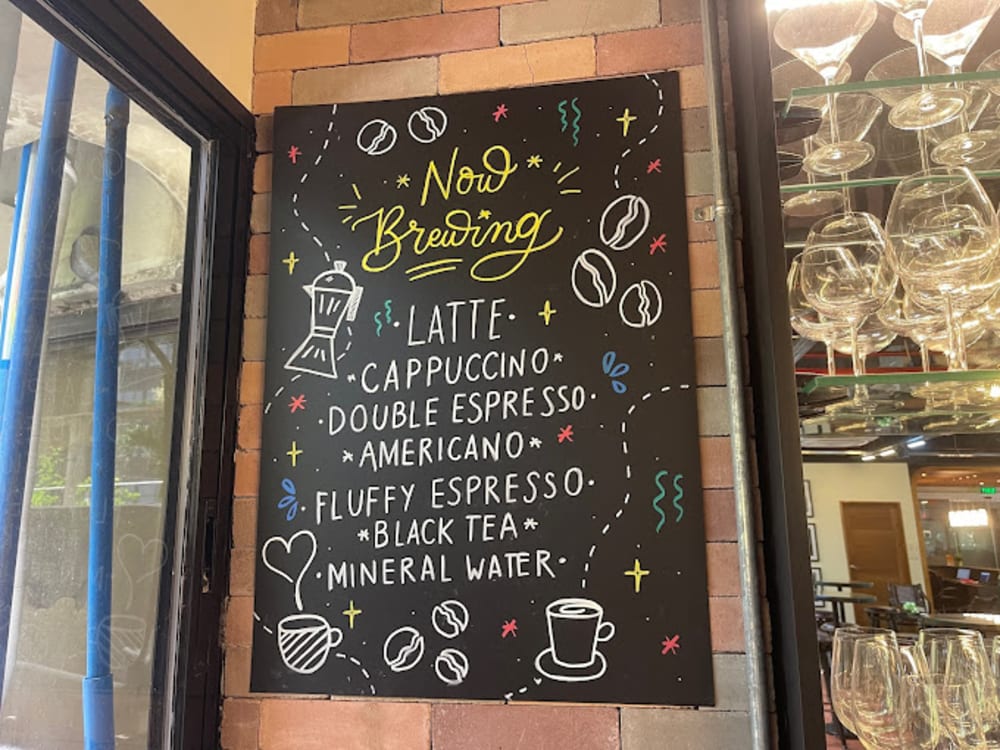 Now
Brewing
·LATTE·
*CAPPUCCINO*
·DOUBLE ESPRESSO·
*AMERICANO*
·FLUFFY ESPRESSO·
*BLACK TEA*
·MINERAL WATER·